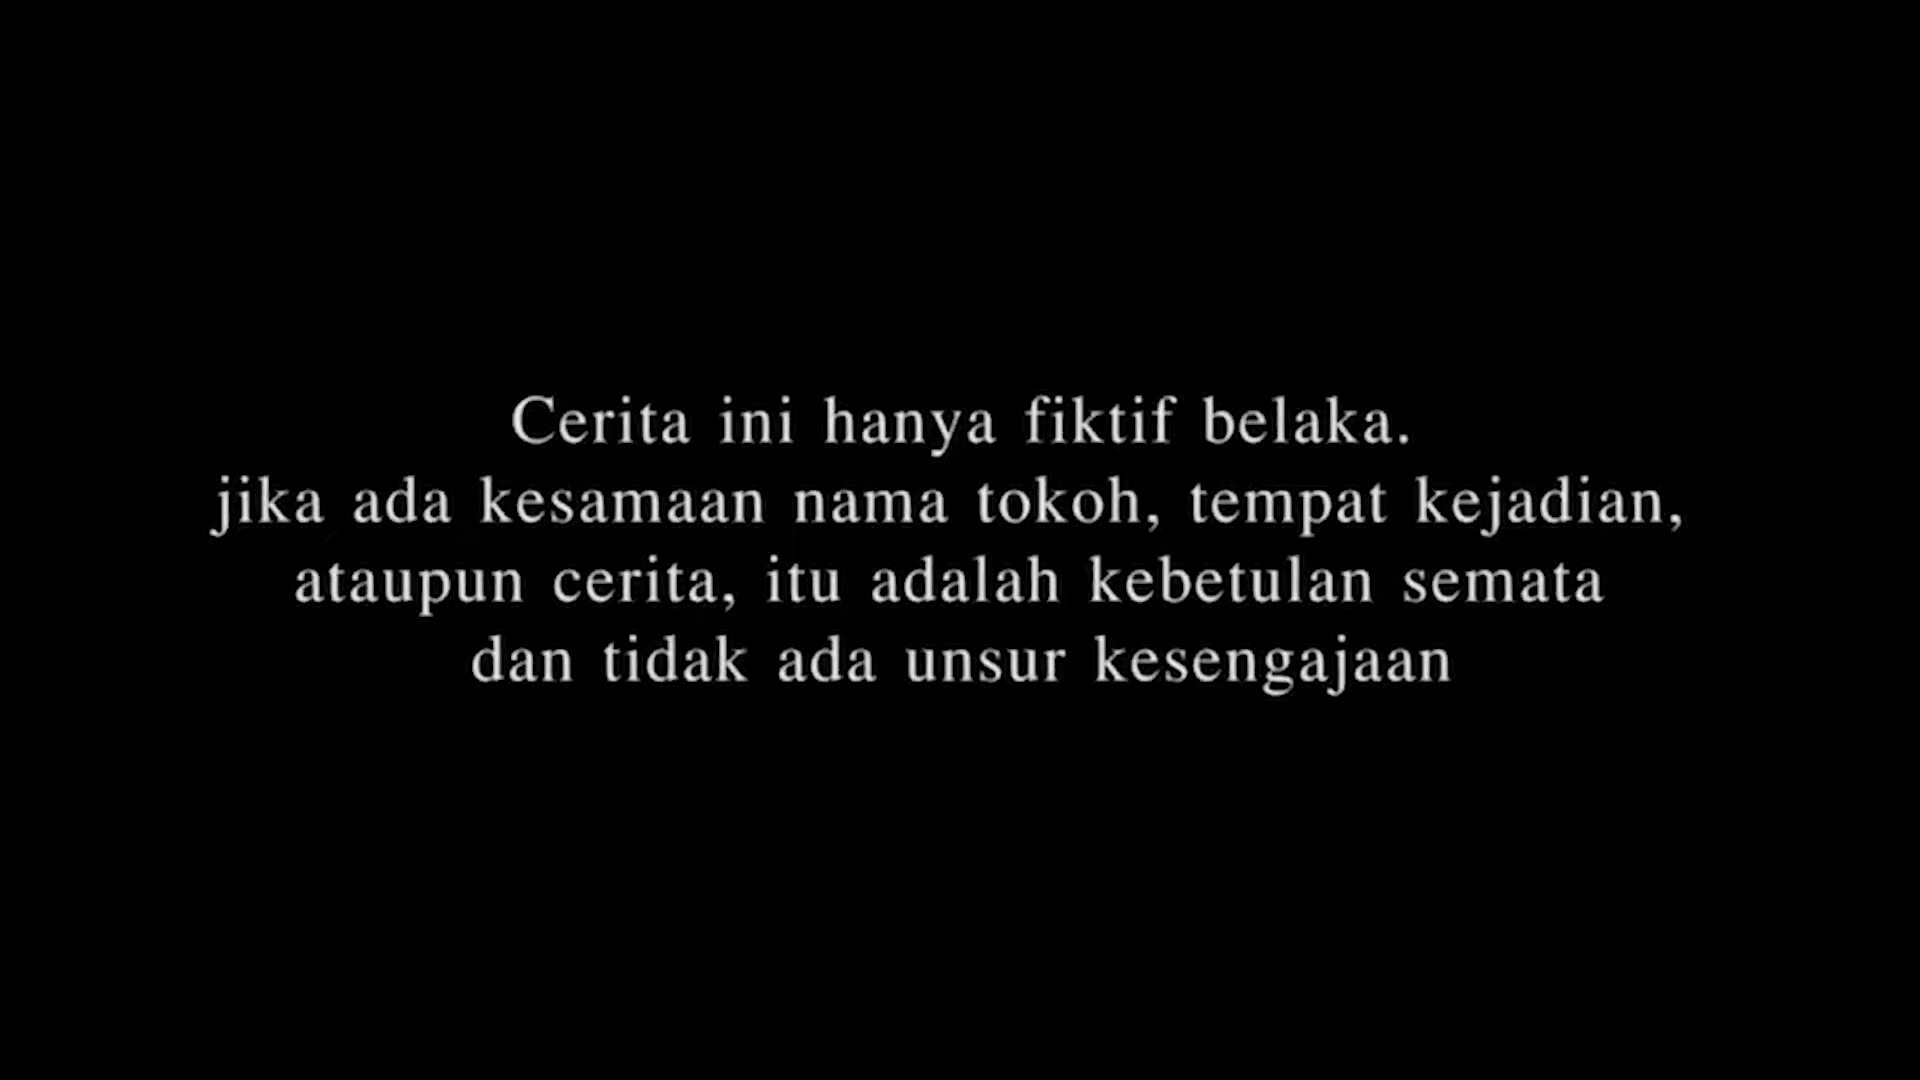 Cerita ini hanya fiktif belaka.
jika ada kesamaan nama tokoh, tempat kejadian,
ataupun cerita, itu adalah kebetulan semata
dan tidak ada unsur kesengajaan